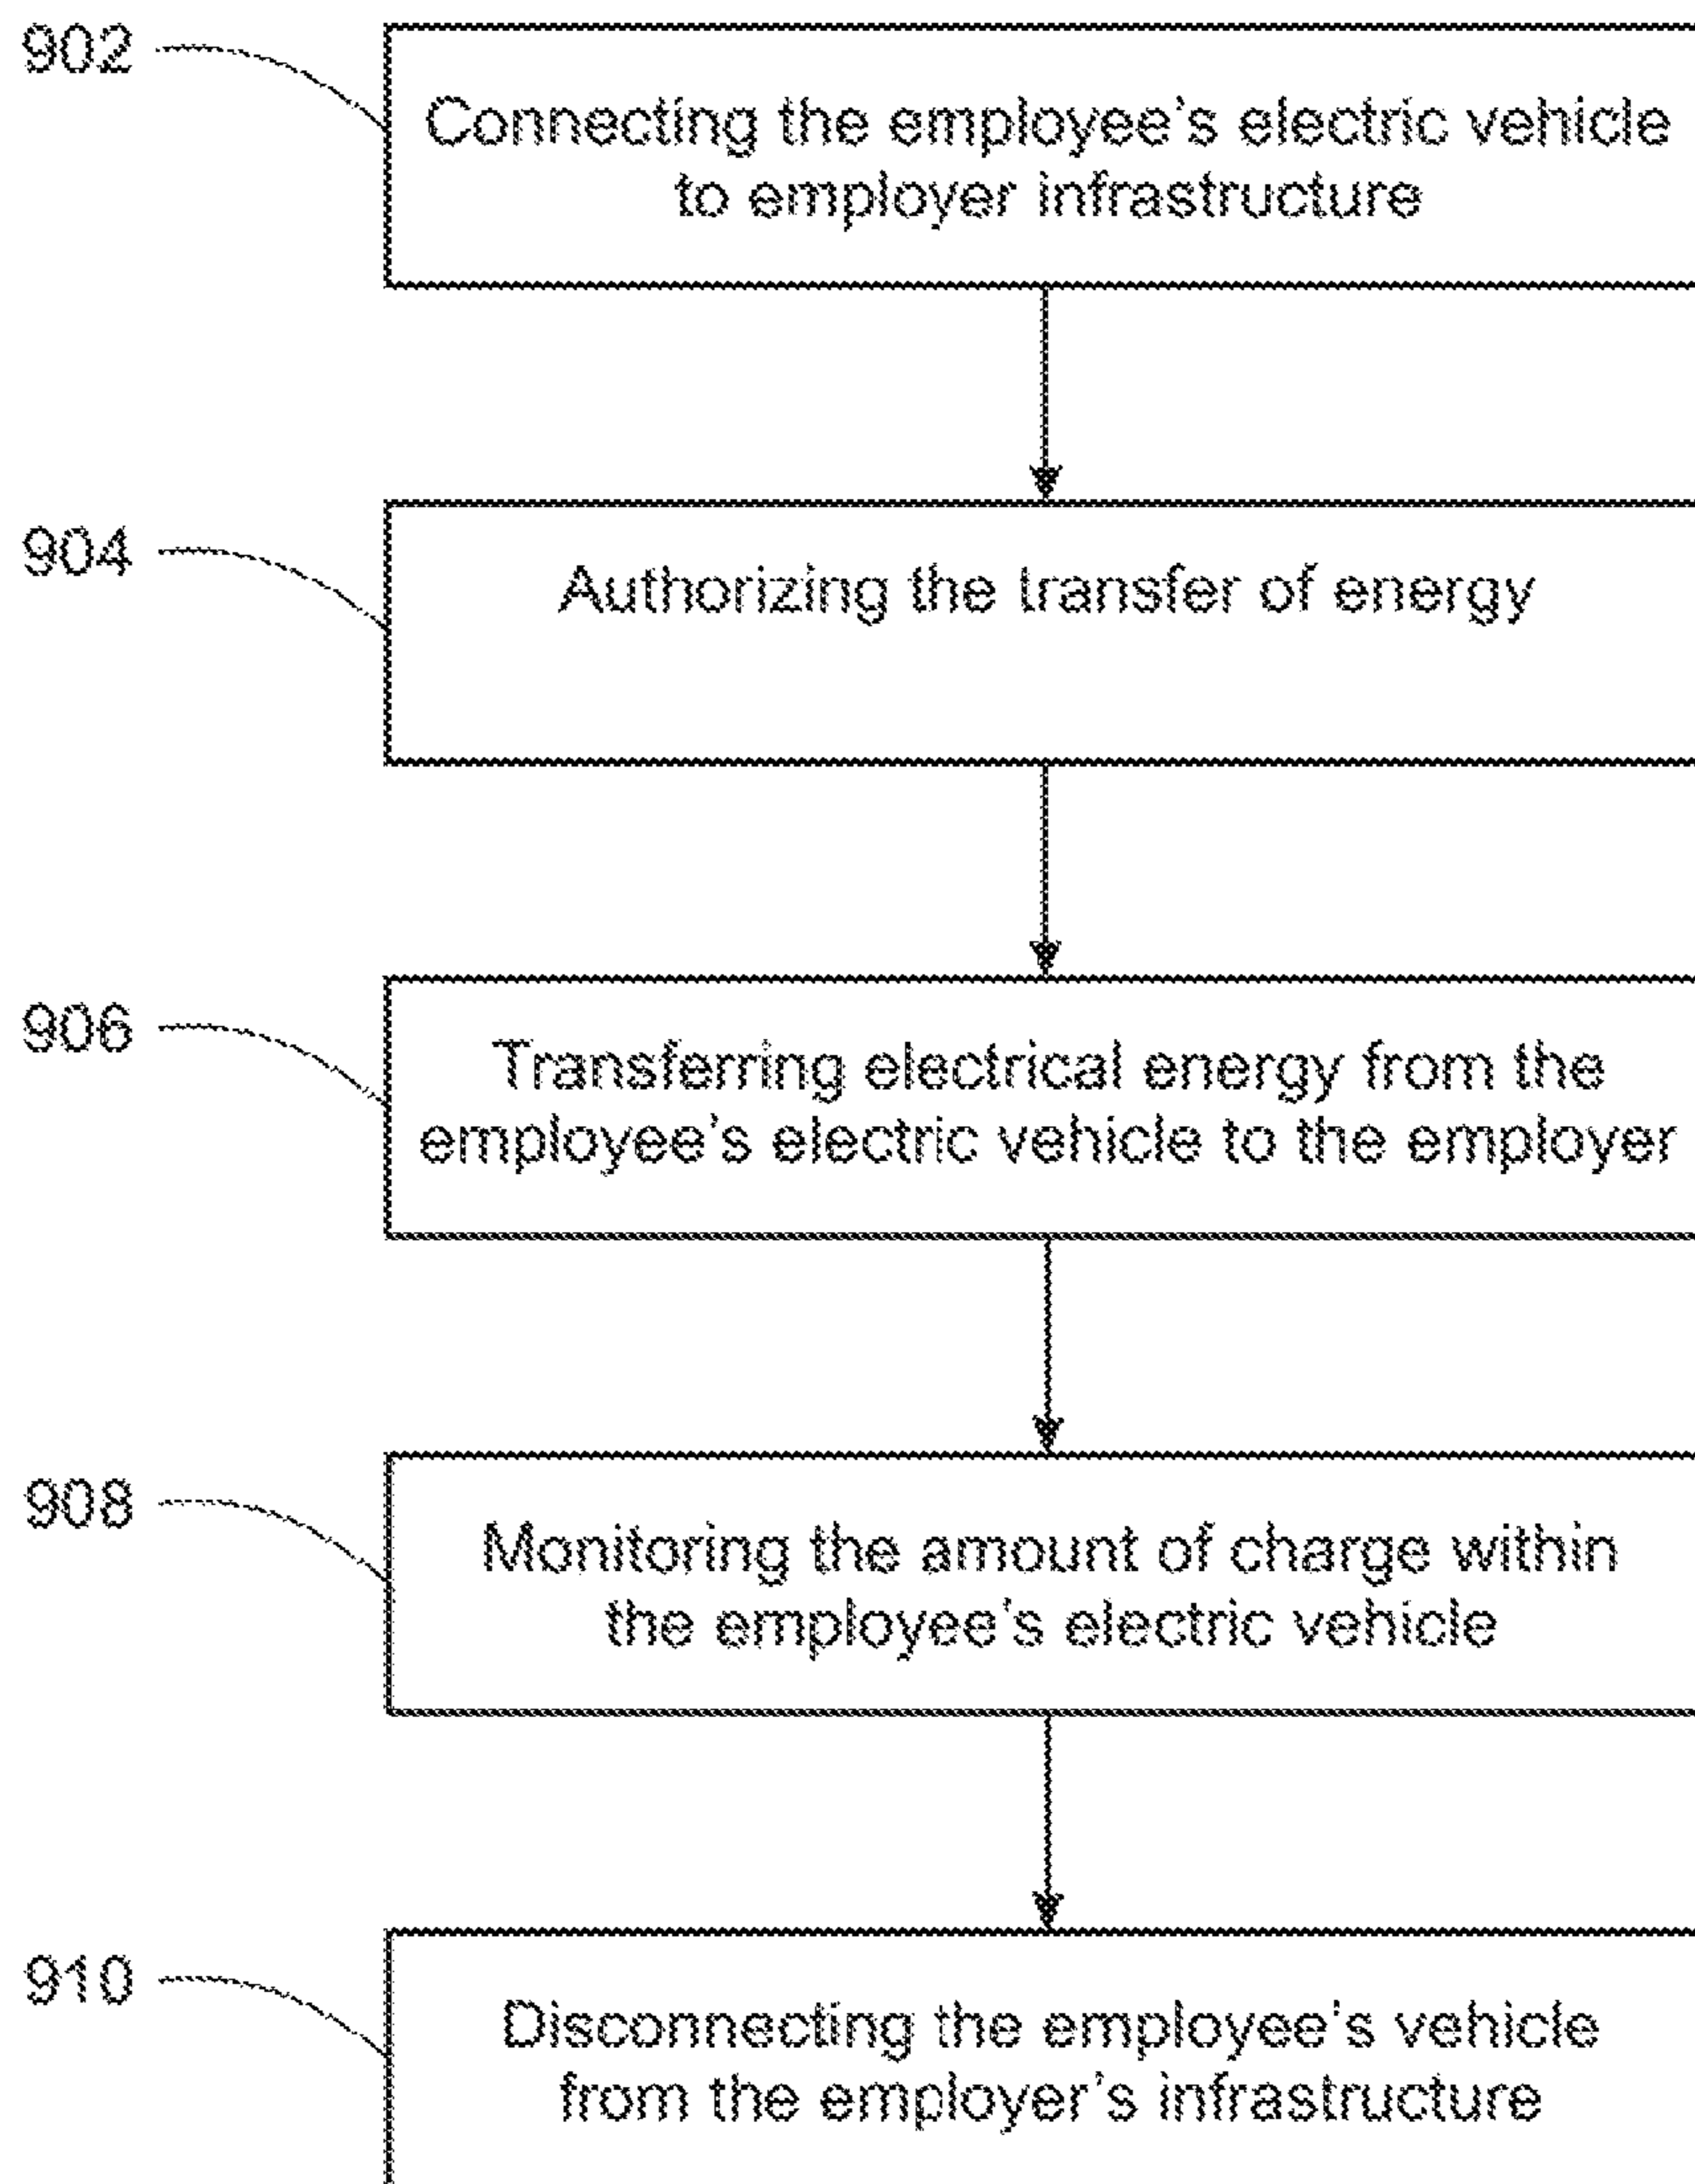 902
Connecting the employee's electric vehicle
to employer infrastructure
904
Authorizing the transfer of energy
906
Transferring electrical energy from the
employee's electric vehicle to the employer
908
Monitoring the amount of charge within
the employee's electric vehicle
910
Disconnecting the employee's vehicle
from the employer's infrastructure